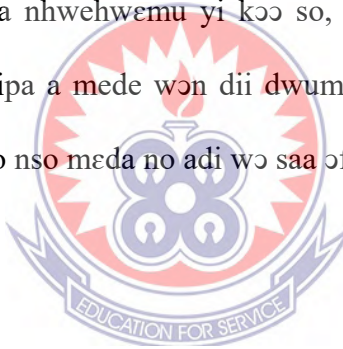 a nhwehwɛmu yi kɔɔ so,
ipa a mede wɔn dii dwum
o nso mɛda no adi wɔ saa ɔf
EDUCATION FOR SERVICE